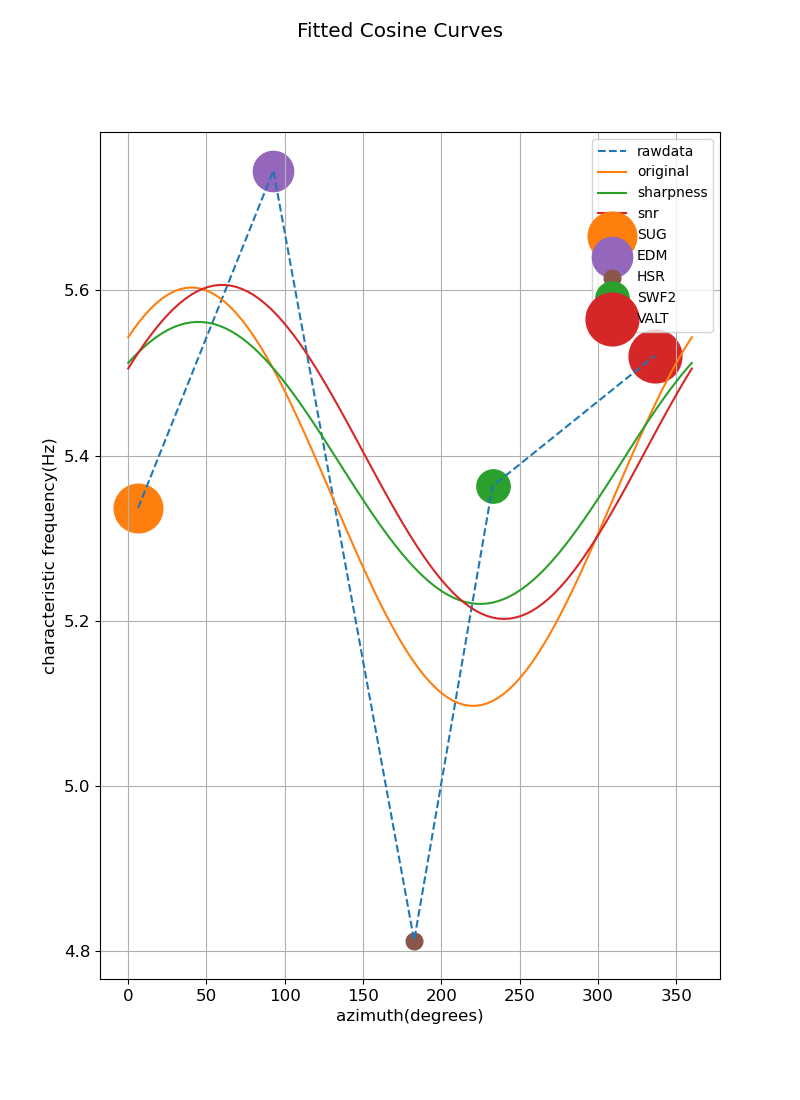 Fitted Cosine Curves
rawdata
original
sharpness
snr
SUG
EDM
HSR
SWF2
VALT
characteristic frequency(Hz)
5.6
5.4
5.2
5.0
4.8
0 50 100 150 200 250 300 350
azimuth(degrees)